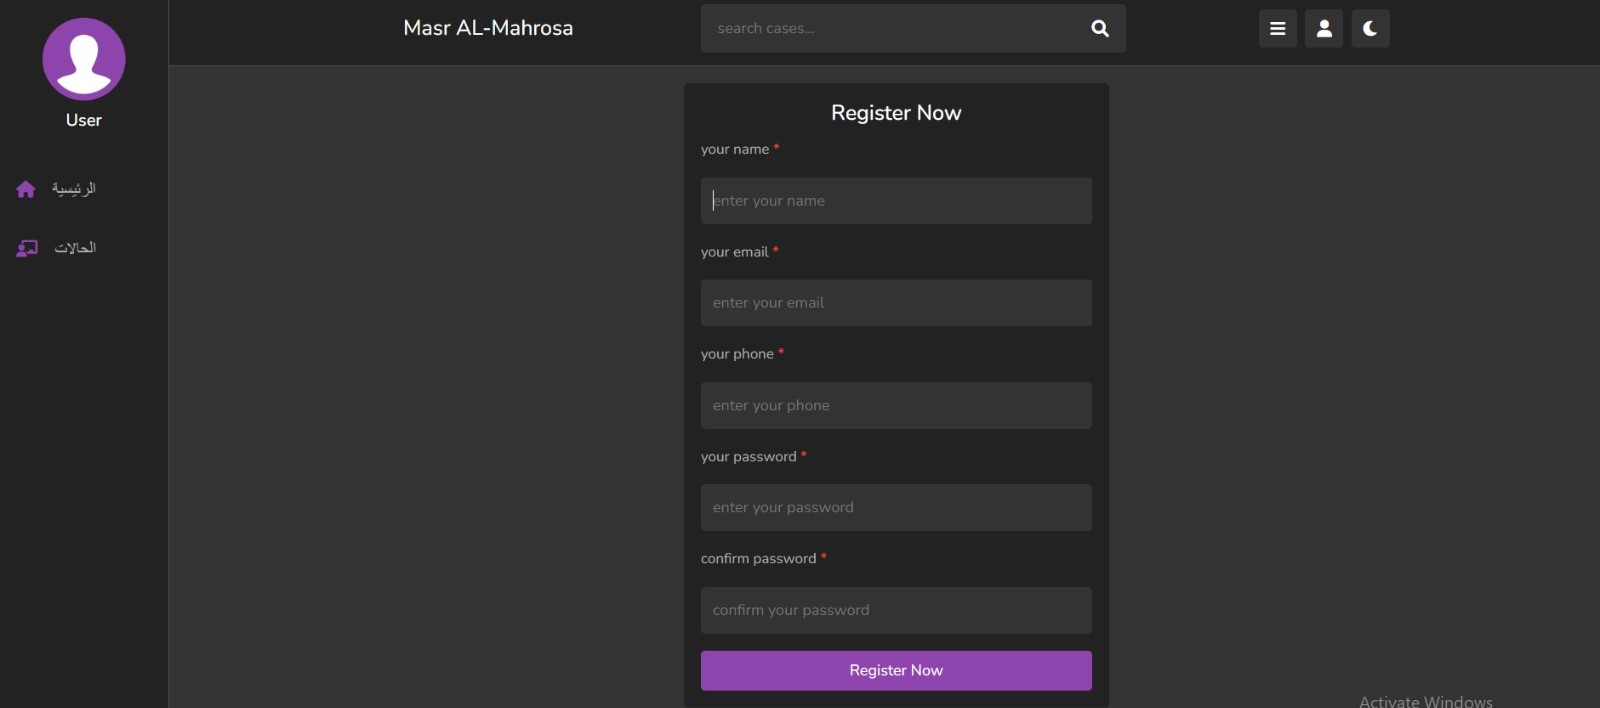 Masr AL-Mahrosa
search cases...
User
الرئيسية
الحالات
Register Now
your name *
enter your name
your email *
enter your email
your phone *
enter your phone
your password *
enter your password
confirm password *
confirm your password
Register Now
Activate Windows